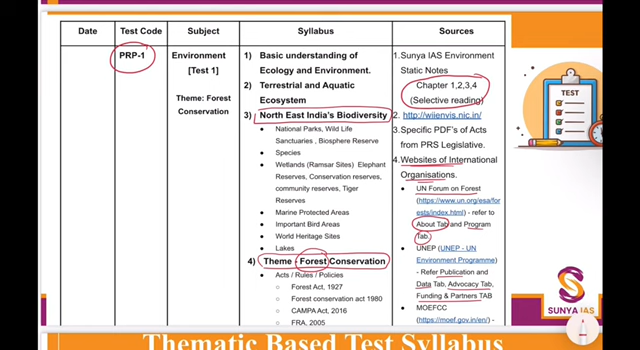 Date
Test Code
Subject
Syllabus
Sources
PRP-1
Environment
[Test 1]
Theme: Forest
Conservation
1) Basic understanding of
Ecology and Environment.
2) Terrestrial and Aquatic
Ecosystem
3) North East India's Biodiversity
● National Parks, Wild Life
Sanctuaries , Biosphere Reserve
● Species
● Wetlands (Ramsar Sites) Elephant
Reserves, Conservation reserves,
community reserves, Tiger
Reserves
● Marine Protected Areas
● Important Bird Areas
● World Heritage Sites
● Lakes
4) Theme - Forest Conservation
● Acts / Rules / Policies
○ Forest Act, 1927
○ Forest conservation act 1980
○ CAMPA Act, 2016
○ FRA, 2005
1.Sunya IAS Environment
Static Notes
Chapter 1,2,3,4
(Selective reading)
2. http://wiienvis.nic.in/
3.Specific PDF's of Acts
from PRS Legislative.
4.Websites of International
Organisations.
● UN Forum on Forest
(https://www.un.org/esa/for
ests/index.html) - refer to
About Tab and Program
Tab
● UNEP (UNEP - UN
Environment Programme)
- Refer Publication and
Data Tab, Advocacy Tab,
Funding & Partners TAB
● MOEFCC
(https://moef.gov.in/en/) -
TEST
SUNYA IAS
Thematic Based Test Syllabus